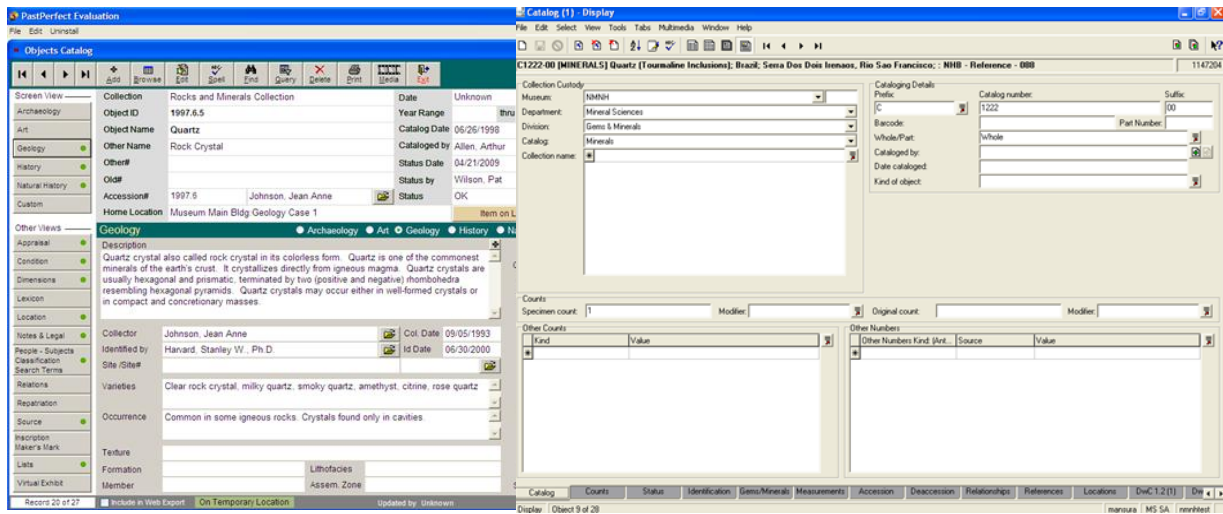 PastPerfect Evaluation
File Edit Uninstall
Objects Catalog
Add Browse Edit Spell Find Query Delete Print Media Exit
Screen View
Archaeology
Art
Geology
History
Natural History
Custom
Other Views
Appraisal
Condition
Dimensions
Lexicon
Location
Notes & Legal
People - Subjects
Classification
Search Terms
Relations
Repatriation
Source
Inscription
Maker's Mark
Lists
Virtual Exhibit
Record 20 of 27
Collection Rocks and Minerals Collection Date Unknown
Object ID 1997.6.5 Year Range thru
Object Name Quartz Catalog Date 06/26/1998
Other Name Rock Crystal Cataloged by Allen, Arthur
Other# Status Date 04/21/2009
Old# Status by Wilson, Pat
Accession# 1997.6 Johnson, Jean Anne Status OK
Home Location Museum Main Bldg:Geology Case 1 Item on L
Geology Archaeology Art Geology History Na
Description
Quartz crystal also called rock crystal in its colorless form. Quartz is one of the commonest
minerals of the earth's crust. It crystallizes directly from igneous magma. Quartz crystals are
usually hexagonal and prismatic, terminated by two (positive and negative) rhombohedra
resembling hexagonal pyramids. Quartz crystals may occur either in well-formed crystals or
in compact and concretionary masses.
Collector Johnson, Jean Anne Col. Date 09/05/1993
Identified by Harvard, Stanley W., Ph.D. Id Date 06/30/2000
Site /Site#
Varieties Clear rock crystal, milky quartz, smoky quartz, amethyst, citrine, rose quartz
Occurrence Common in some igneous rocks. Crystals found only in cavities.
Texture
Formation Lithofacies
Member Assem. Zone
Include in Web Export On Temporary Location Updated by Unknown
Catalog (1) - Display
File Edit Select View Tools Tabs Multimedia Window Help
C1222-00 [MINERALS] Quartz (Tourmaline Inclusions); Brazil; Serra Dos Dois Irenaos, Rio Sao Francisco; : NHB - Reference - 088 1147204
Collection Custody
Museum: NMNH
Department: Mineral Sciences
Division: Gems & Minerals
Catalog: Minerals
Collection name:
Cataloging Details
Prefix: Catalog number: Suffix:
C 1222 00
Barcode: Part Number:
Whole/Part: Whole
Cataloged by:
Date cataloged:
Kind of object:
Counts
Specimen count: 1 Modifier: Original count: Modifier:
Other Counts Other Numbers
Kind Value Other Numbers Kind: (Ant... Source Value
Catalog Counts Status Identification Gems/Minerals Measurements Accession Deaccession Relationships References Locations DwC 1.2 (1) Dw
Display Object 9 of 28 mansura MS SA nmnhtest